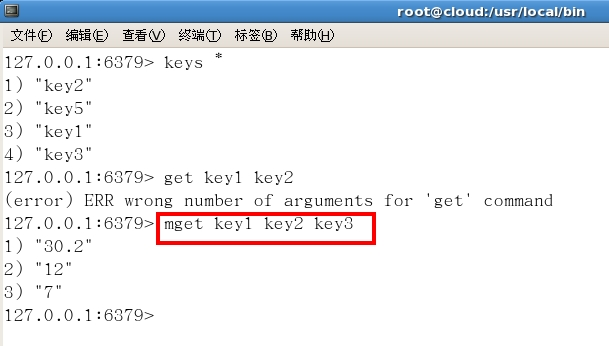 root@cloud:/usr/local/bin
文件(F) 编辑(E) 查看(V) 终端(T) 标签(B) 帮助(H)
127.0.0.1:6379> keys *
1) "key2"
2) "key5"
3) "key1"
4) "key3"
127.0.0.1:6379> get key1 key2
(error) ERR wrong number of arguments for 'get' command
127.0.0.1:6379> mget key1 key2 key3
1) "30.2"
2) "12"
3) "7"
127.0.0.1:6379>